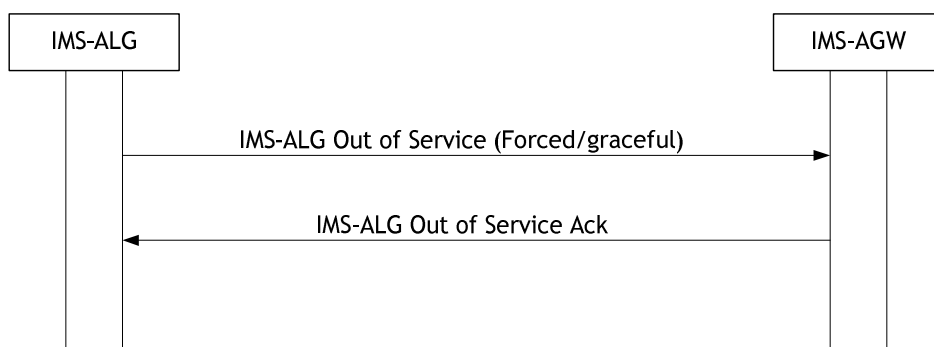 IMS-ALG
IMS-AGW
IMS-ALG Out of Service (Forced/graceful)
IMS-ALG Out of Service Ack